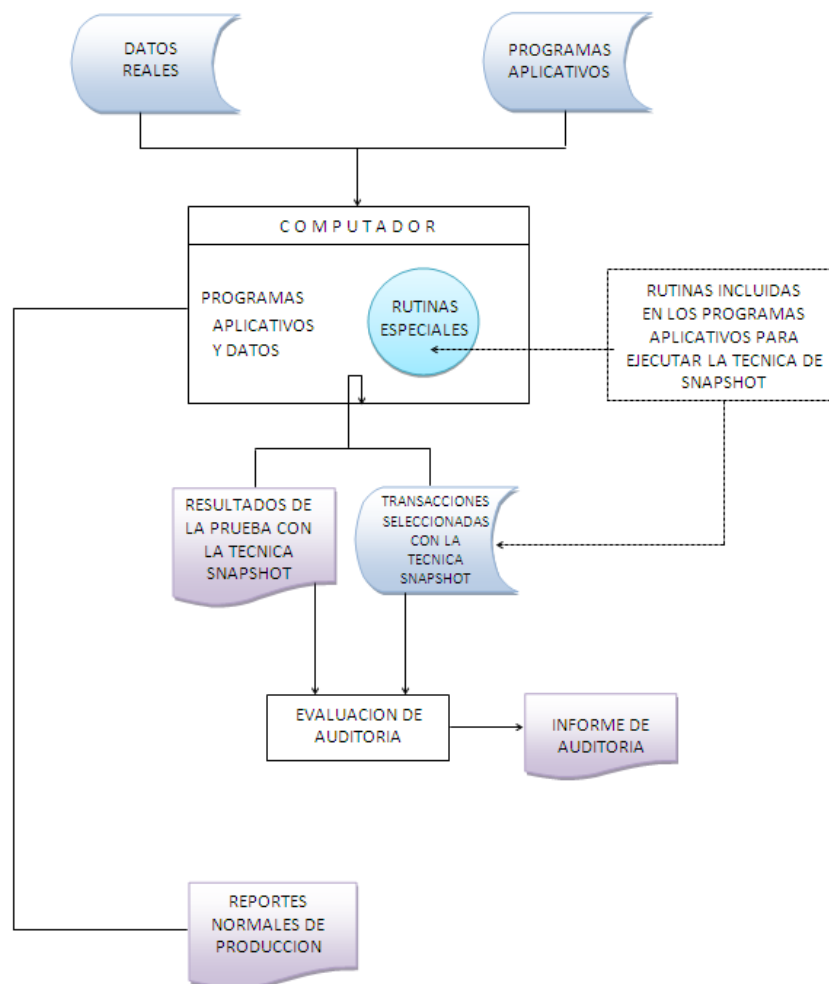 DATOS
REALES
PROGRAMAS
APLICATIVOS
COMPUTADOR
PROGRAMAS
APLICATIVOS
Y DATOS
RUTINAS
ESPECIALES
RUTINAS INCLUIDAS
EN LOS PROGRAMAS
APLICATIVOS PARA
EJECUTAR LA TECNICA DE
SNAPSHOT
RESULTADOS DE
LA PRUEBA CON
LA TECNICA
SNAPSHOT
TRANSACCIONES
SELECCIONADAS
CON LA
TECNICA
SNAPSHOT
EVALUACION DE
AUDITORIA
INFORME DE
AUDITORIA
REPORTES
NORMALES DE
PRODUCCION